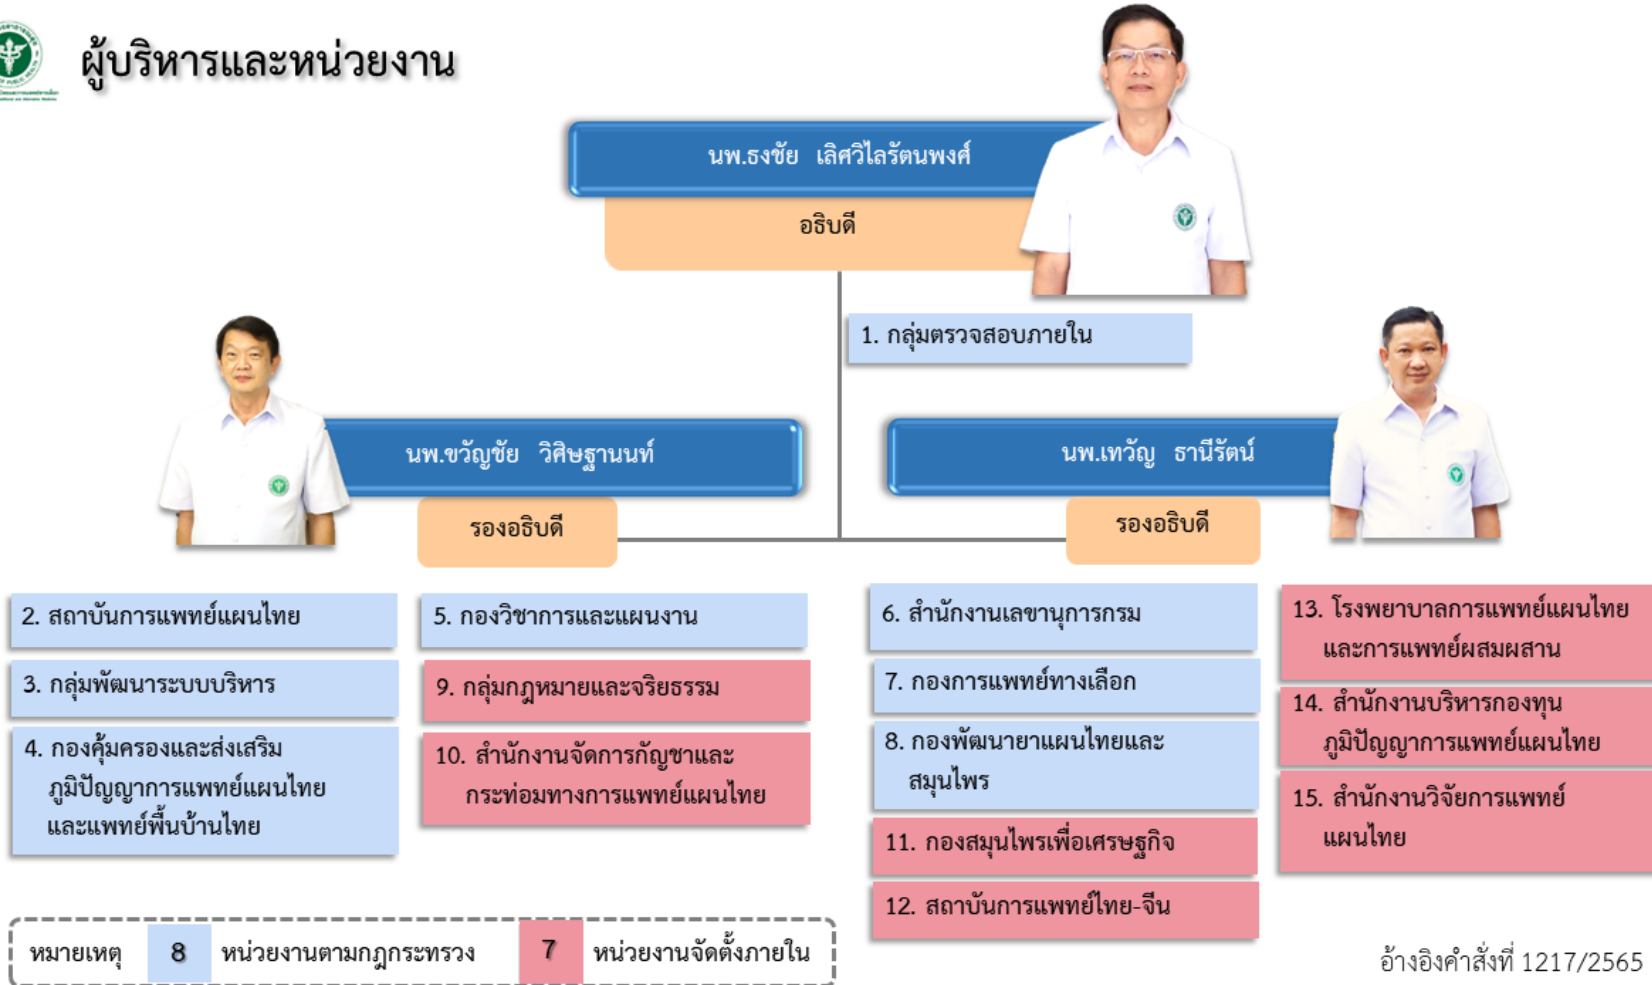 ผู้บริหารและหน่วยงาน
นพ.ธงชัย เลิศวิไลรัตนพงศ์
อธิบดี
1. กลุ่มตรวจสอบภายใน
นพ.ขวัญชัย วิศิษฐานนท์
รองอธิบดี
นพ.เทวัญ ธานีรัตน์
รองอธิบดี
2. สถาบันการแพทย์แผนไทย
3. กลุ่มพัฒนาระบบบริหาร
4. กองคุ้มครองและส่งเสริม
ภูมิปัญญาการแพทย์แผนไทย
และแพทย์พื้นบ้านไทย
5. กองวิชาการและแผนงาน
9. กลุ่มกฎหมายและจริยธรรม
10. สำนักงานจัดการกัญชาและ
กระท่อมทางการแพทย์แผนไทย
6. สำนักงานเลขานุการกรม
7. กองการแพทย์ทางเลือก
8. กองพัฒนายาแผนไทยและ
สมุนไพร
11. กองสมุนไพรเพื่อเศรษฐกิจ
12. สถาบันการแพทย์ไทย-จีน
13. โรงพยาบาลการแพทย์แผนไทย
และการแพทย์ผสมผสาน
14. สำนักงานบริหารกองทุน
ภูมิปัญญาการแพทย์แผนไทย
15. สำนักงานวิจัยการแพทย์
แผนไทย
หมายเหตุ 8 หน่วยงานตามกฎกระทรวง 7 หน่วยงานจัดตั้งภายใน
อ้างอิงคำสั่งที่ 1217/2565